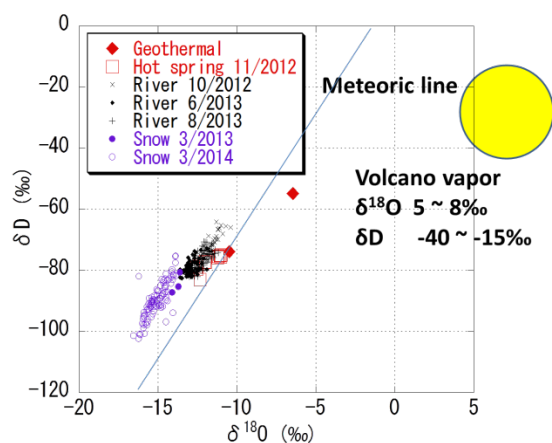 0
−20
−40
−60
−80
−100
−120
δD (‰)
Geothermal
Hot spring 11/2012
River 10/2012
River 6/2013
River 8/2013
Snow 3/2013
Snow 3/2014
Meteoric line
Volcano vapor
δ¹⁸O 5 ~ 8‰
δD -40 ~ -15‰
−20 −15 −10 −5 0 5
δ ¹⁸O (‰)